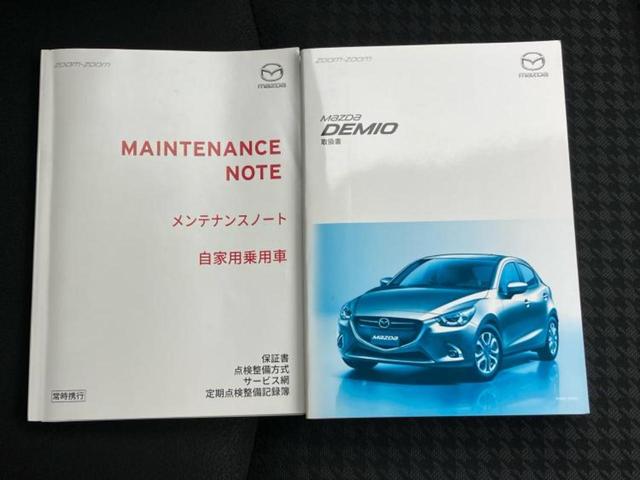 zoom-zoom
mazda
MAINTENANCE
NOTE
メンテナンスノート
自家用乗用車
保証書
点検整備方式
サービス網
定期点検整備記録簿
常時携行
zoom-zoom
mazda
mazda
DEMIO
取扱書
mazda